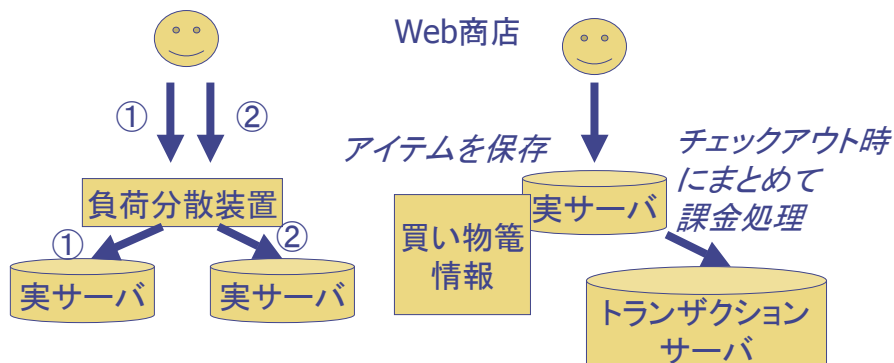 Web商店
① ②
アイテムを保存
チェックアウト時
にまとめて
課金処理
負荷分散装置
① ②
実サーバ
実サーバ
実サーバ
買い物篭
情報
トランザクション
サーバ